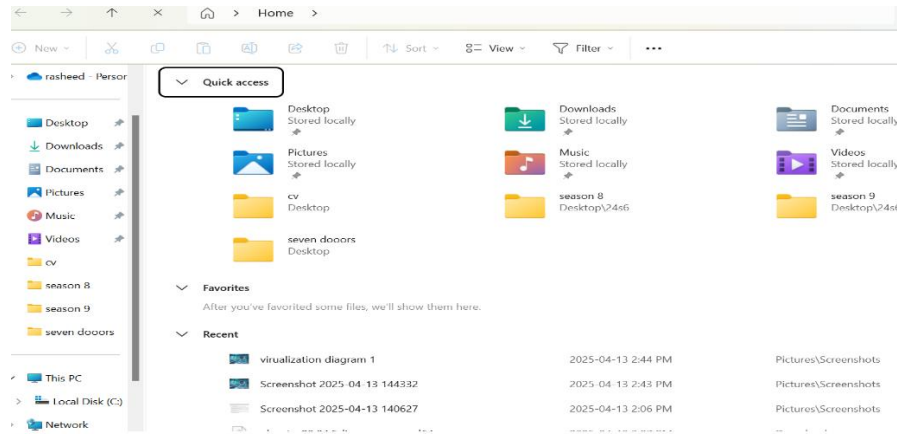 Home
New
Sort
View
Filter
rasheed - Persor
Desktop
Downloads
Documents
Pictures
Music
Videos
cv
season 8
season 9
seven dooors
This PC
Local Disk (C:)
Network
Quick access
Desktop
Stored locally
Downloads
Stored locally
Documents
Stored locally
Pictures
Stored locally
Music
Stored locally
Videos
Stored locally
cv
Desktop
season 8
Desktop\24s6
season 9
Desktop\24s6
seven dooors
Desktop
Favorites
After you've favorited some files, we'll show them here.
Recent
virualization diagram 1 2025-04-13 2:44 PM Pictures\Screenshots
Screenshot 2025-04-13 144332 2025-04-13 2:43 PM Pictures\Screenshots
Screenshot 2025-04-13 140627 2025-04-13 2:06 PM Pictures\Screenshots